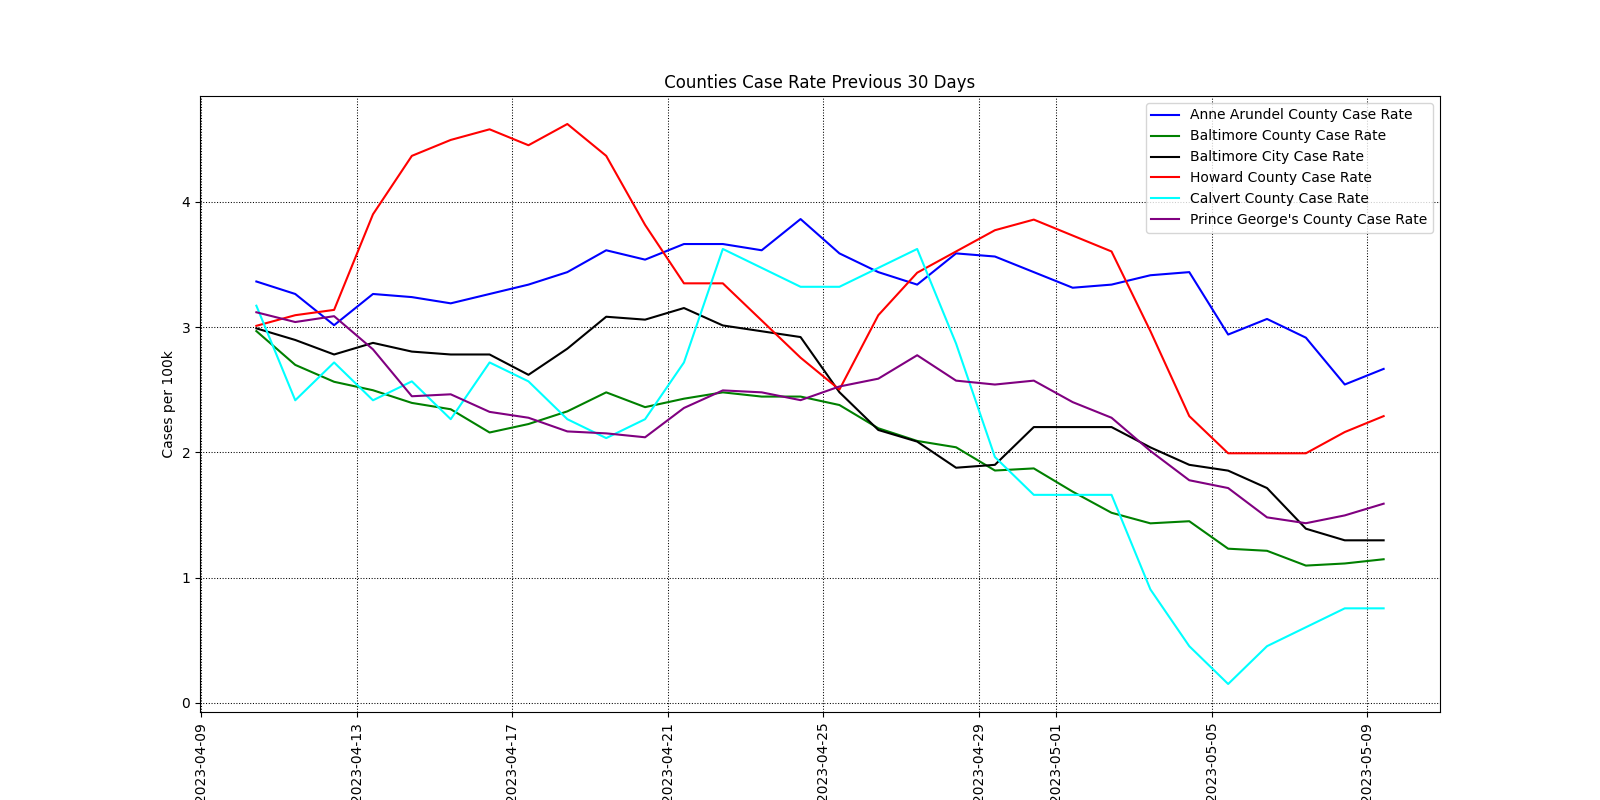 Counties Case Rate Previous 30 Days
Anne Arundel County Case Rate
Baltimore County Case Rate
Baltimore City Case Rate
Howard County Case Rate
Calvert County Case Rate
Prince George's County Case Rate
Cases per 100k
4
3
2
1
0
2023-04-09
2023-04-13
2023-04-17
2023-04-21
2023-04-25
2023-04-29
2023-05-01
2023-05-05
2023-05-09